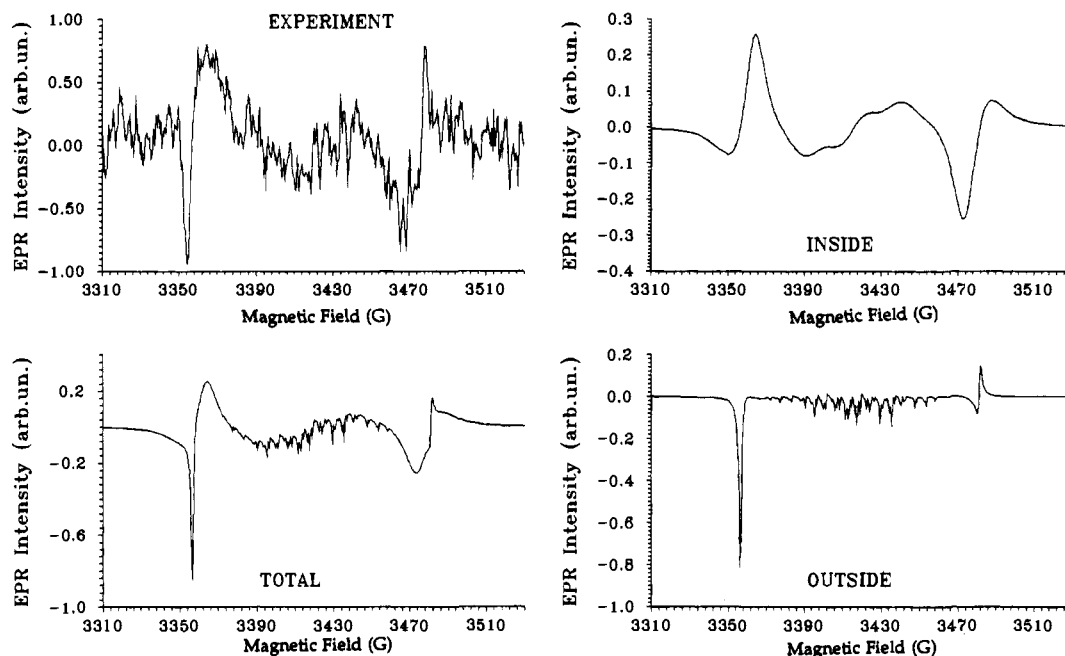 EPR Intensity (arb.un.)
1.00
0.50
0.00
-0.50
-1.00
EXPERIMENT
3310 3350 3390 3430 3470 3510
Magnetic Field (G)
EPR Intensity (arb.un.)
0.3
0.2
0.1
0.0
-0.1
-0.2
-0.3
-0.4
INSIDE
3310 3350 3390 3430 3470 3510
Magnetic Field (G)
EPR Intensity (arb.un.)
0.2
-0.2
-0.6
-1.0
TOTAL
3310 3350 3390 3430 3470 3510
Magnetic Field (G)
EPR Intensity (arb.un.)
0.2
0.0
-0.2
-0.4
-0.6
-0.8
-1.0
OUTSIDE
3310 3350 3390 3430 3470 3510
Magnetic Field (G)